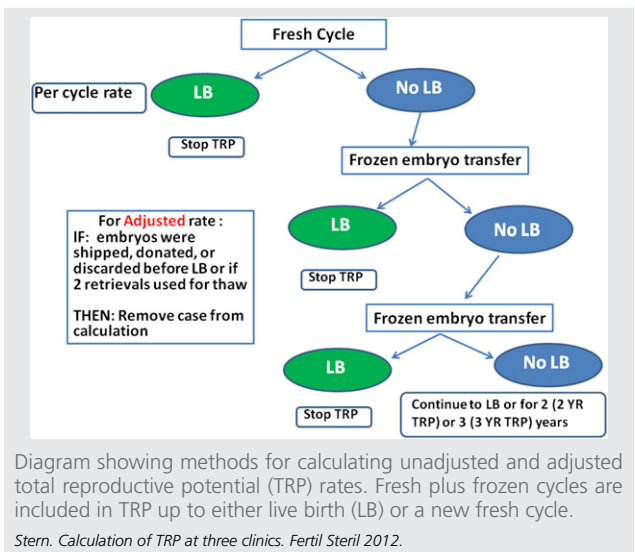 Fresh Cycle
Per cycle rate
LB
No LB
Stop TRP
Frozen embryo transfer
For Adjusted rate :
IF: embryos were
shipped, donated, or
discarded before LB or if
2 retrievals used for thaw
THEN: Remove case from
calculation
LB
No LB
Stop TRP
Frozen embryo transfer
LB
No LB
Stop TRP
Continue to LB or for 2 (2 YR
TRP) or 3 (3 YR TRP) years
Diagram showing methods for calculating unadjusted and adjusted
total reproductive potential (TRP) rates. Fresh plus frozen cycles are
included in TRP up to either live birth (LB) or a new fresh cycle.
Stern. Calculation of TRP at three clinics. Fertil Steril 2012.